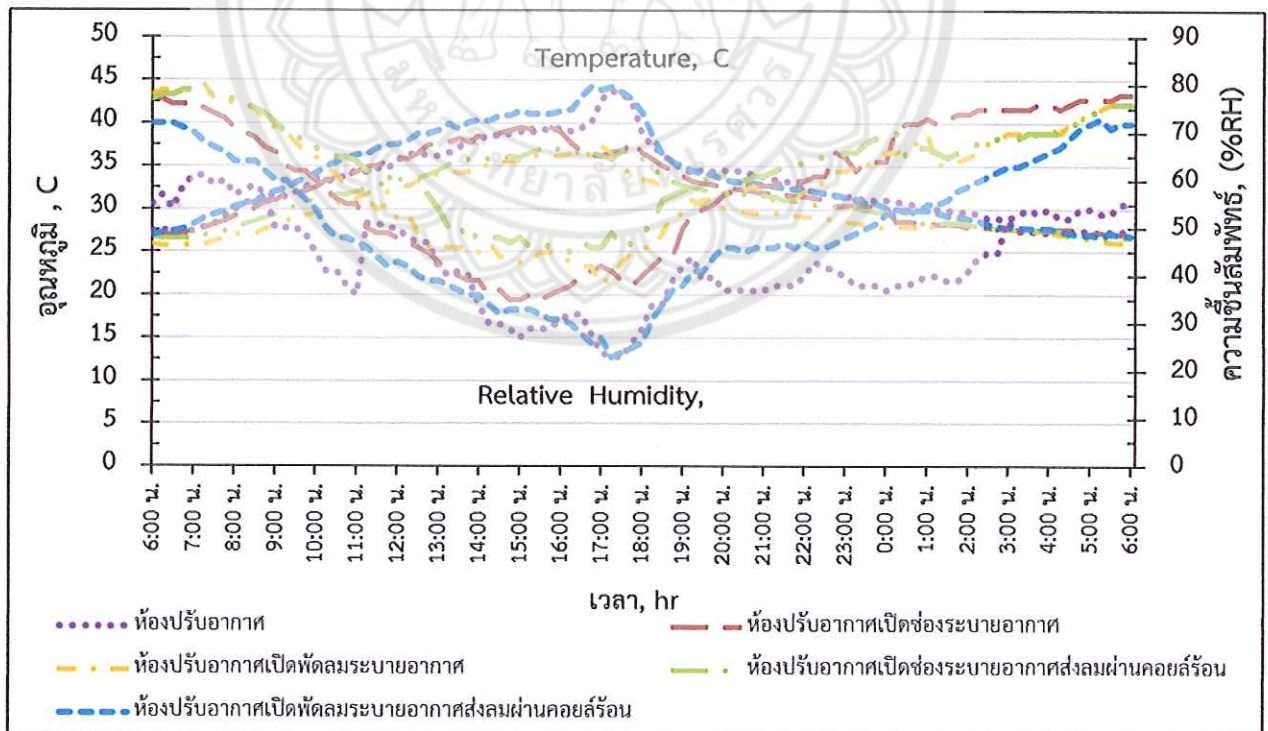 Temperature, C
50
45
40
35
30
25
20
15
10
5
0
อุณหภูมิ , C
90
80
70
60
50
40
30
20
10
0
ความชื้นสัมพัทธ์, (%RH)
Relative Humidity,
6:00 น. 7:00 น. 8:00 น. 9:00 น. 10:00 น. 11:00 น. 12:00 น. 13:00 น. 14:00 น. 15:00 น. 16:00 น. 17:00 น. 18:00 น. 19:00 น. 20:00 น. 21:00 น. 22:00 น. 23:00 น. 0:00 น. 1:00 น. 2:00 น. 3:00 น. 4:00 น. 5:00 น. 6:00 น.
เวลา, hr
ห้องปรับอากาศ
ห้องปรับอากาศเปิดช่องระบายอากาศ
ห้องปรับอากาศเปิดพัดลมระบายอากาศ
ห้องปรับอากาศเปิดช่องระบายอากาศส่งลมผ่านคอยล์ร้อน
ห้องปรับอากาศเปิดพัดลมระบายอากาศส่งลมผ่านคอยล์ร้อน